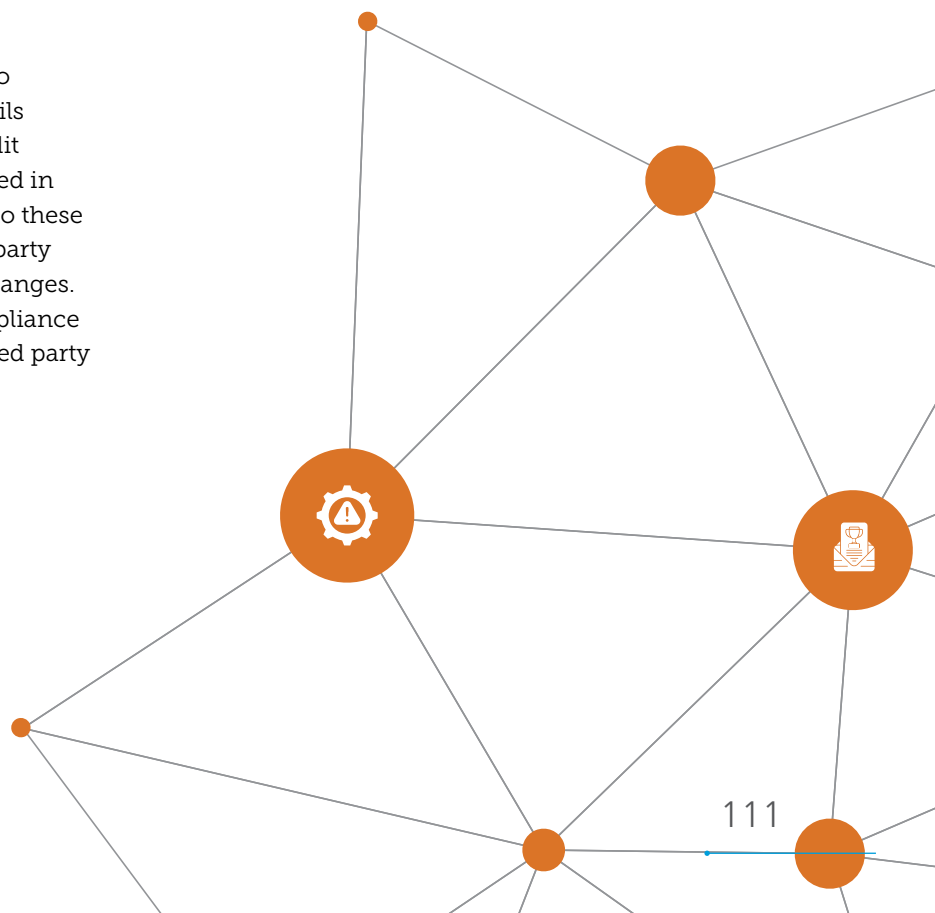 o
ils
lit
ed in
o these
party
anges.
pliance
ed party
111